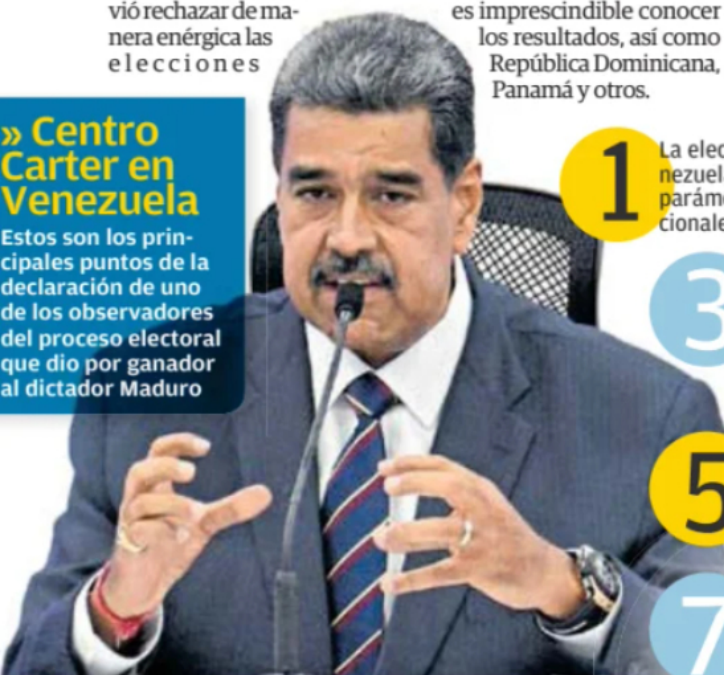 vió rechazar de ma-
nera enérgica las
elecciones
es imprescindible conocer
los resultados, así como
República Dominicana,
Panamá y otros.
» Centro
Carter en
Venezuela
Estos son los prin-
cipales puntos de la
declaración de uno
de los observadores
del proceso electoral
que dio por ganador
al dictador Maduro
1
La elec
nezuel
parám
cionale
3
5
7